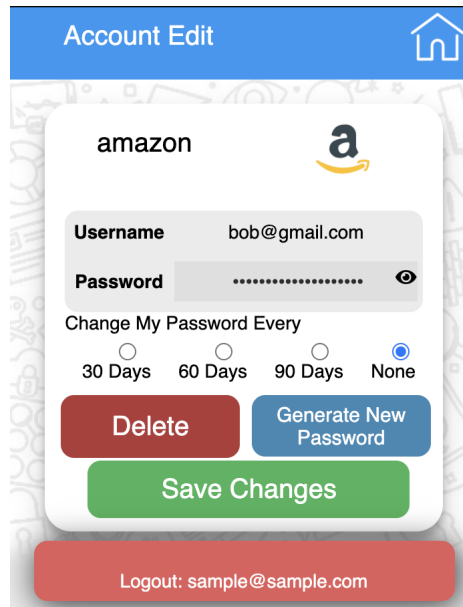 Account Edit
amazon
a
Username bob@gmail.com
Password ••••••••••••••••••••
Change My Password Every
30 Days 60 Days 90 Days None
Delete
Generate New
Password
Save Changes
Logout: sample@sample.com